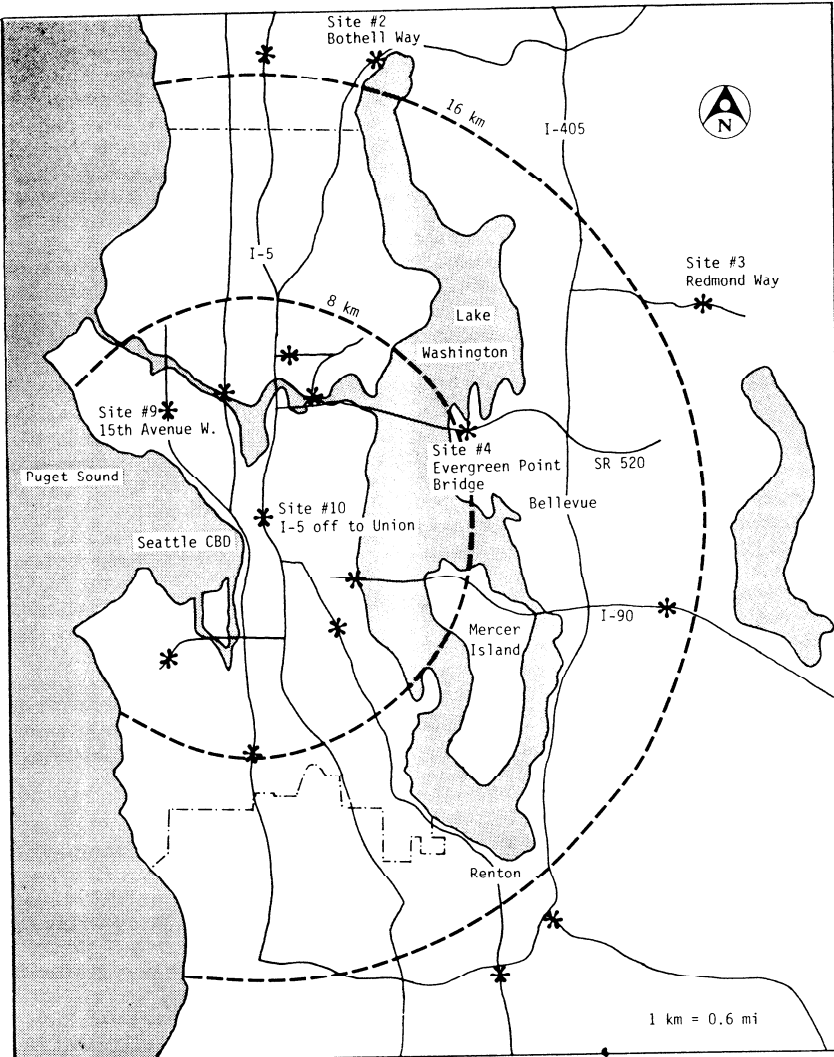 Site #2
Bothell Way
16 km
I-405
N
I-5
Site #3
Redmond Way
8 km
Lake
Washington
Site #9
15th Avenue W.
Site #4
Evergreen Point
Bridge
SR 520
Puget Sound
Bellevue
Site #10
I-5 off to Union
Seattle CBD
I-90
Mercer
Island
Renton
1 km = 0.6 mi